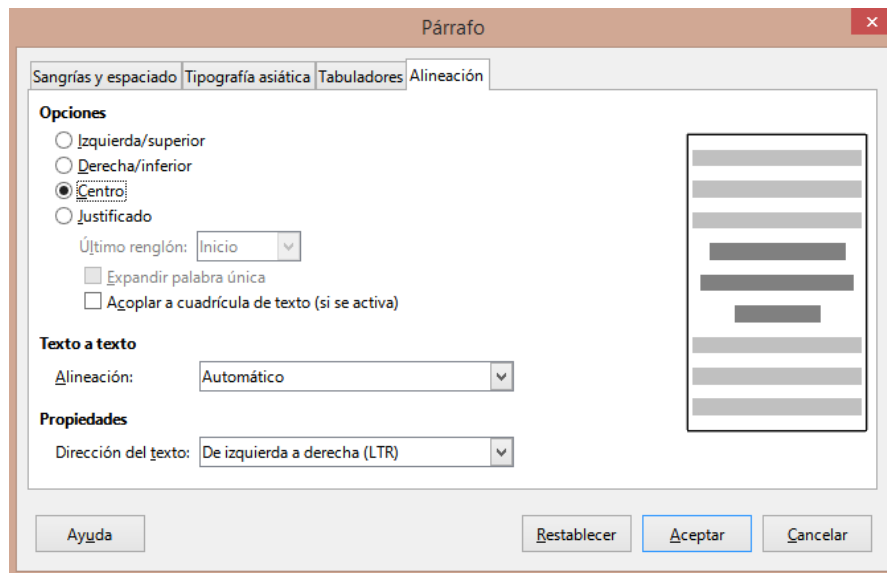 Párrafo
Sangrías y espaciado Tipografía asiática Tabuladores Alineación
Opciones
Izquierda/superior
Derecha/inferior
Centro
Justificado
Último renglón: Inicio
Expandir palabra única
Acoplar a cuadrícula de texto (si se activa)
Texto a texto
Alineación: Automático
Propiedades
Dirección del texto: De izquierda a derecha (LTR)
Ayuda Restablecer Aceptar Cancelar